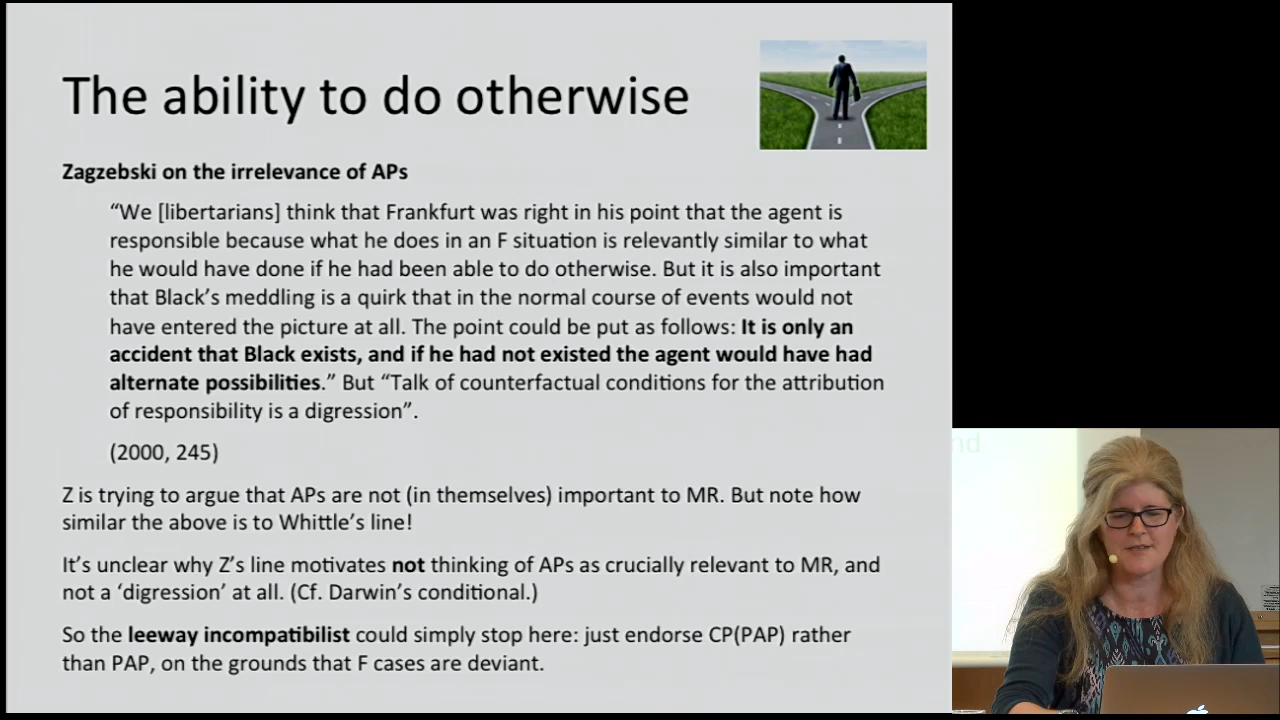 The ability to do otherwise
Zagzebski on the irrelevance of APs
“We [libertarians] think that Frankfurt was right in his point that the agent is
responsible because what he does in an F situation is relevantly similar to what
he would have done if he had been able to do otherwise. But it is also important
that Black’s meddling is a quirk that in the normal course of events would not
have entered the picture at all. The point could be put as follows: It is only an
accident that Black exists, and if he had not existed the agent would have had
alternate possibilities.” But “Talk of counterfactual conditions for the attribution
of responsibility is a digression”.
(2000, 245)
Z is trying to argue that APs are not (in themselves) important to MR. But note how
similar the above is to Whittle’s line!
It’s unclear why Z’s line motivates not thinking of APs as crucially relevant to MR, and
not a ‘digression’ at all. (Cf. Darwin’s conditional.)
So the leeway incompatibilist could simply stop here: just endorse CP(PAP) rather
than PAP, on the grounds that F cases are deviant.